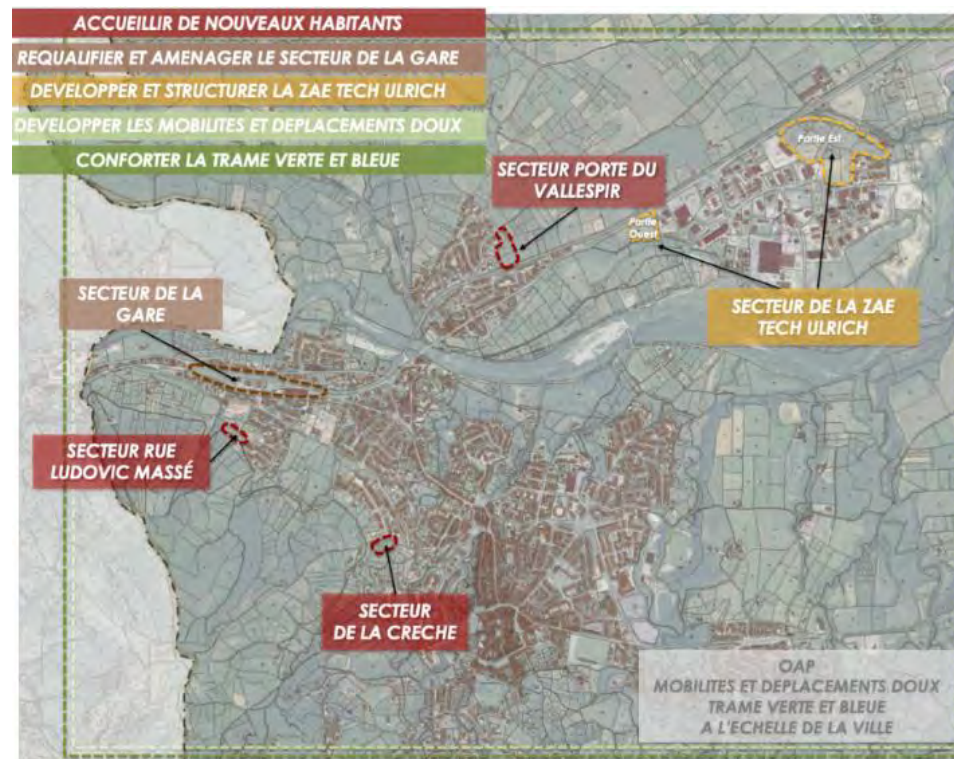 ACCUEILLIR DE NOUVEAUX HABITANTS
REQUALIFIER ET AMENAGER LE SECTEUR DE LA GARE
DEVELOPPER ET STRUCTURER LA ZAE TECH ULRICH
DEVELOPPER LES MOBILITES ET DEPLACEMENTS DOUX
CONFORTER LA TRAME VERTE ET BLEUE
Partie Est
SECTEUR PORTE DU
VALLESPIR
Partie
Ouest
SECTEUR DE LA
GARE
SECTEUR DE LA ZAE
TECH ULRICH
SECTEUR RUE
LUDOVIC MASSÉ
SECTEUR
DE LA CRECHE
OAP
MOBILITES ET DEPLACEMENTS DOUX
TRAME VERTE ET BLEUE
A L'ECHELLE DE LA VILLE